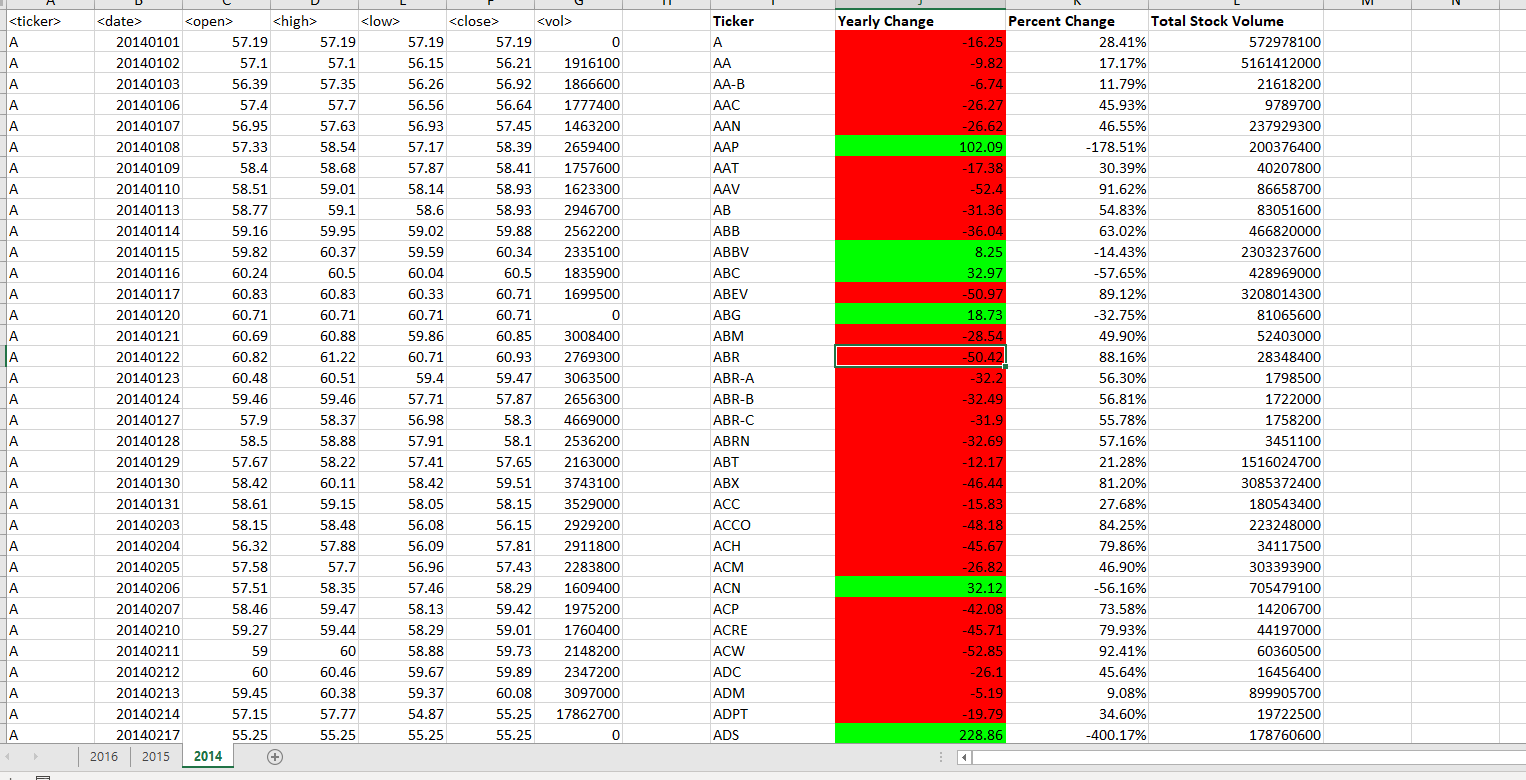 <ticker> <date> <open> <high> <low> <close> <vol> Ticker Yearly Change Percent Change Total Stock Volume
A 20140101 57.19 57.19 57.19 57.19 0 A -16.25 28.41% 572978100
A 20140102 57.1 57.1 56.15 56.21 1916100 AA -9.82 17.17% 5161412000
A 20140103 56.39 57.35 56.26 56.92 1866600 AA-B -6.74 11.79% 21618200
A 20140106 57.4 57.7 56.56 56.64 1777400 AAC -26.27 45.93% 9789700
A 20140107 56.95 57.63 56.93 57.45 1463200 AAN -26.62 46.55% 237929300
A 20140108 57.33 58.54 57.17 58.39 2659400 AAP 102.09 -178.51% 200376400
A 20140109 58.4 58.68 57.87 58.41 1757600 AAT -17.38 30.39% 40207800
A 20140110 58.51 59.01 58.14 58.93 1623300 AAV -52.4 91.62% 86658700
A 20140113 58.77 59.1 58.6 58.93 2946700 AB -31.36 54.83% 83051600
A 20140114 59.16 59.95 59.02 59.88 2562200 ABB -36.04 63.02% 466820000
A 20140115 59.82 60.37 59.59 60.34 2335100 ABBV 8.25 -14.43% 2303237600
A 20140116 60.24 60.5 60.04 60.5 1835900 ABC 32.97 -57.65% 428969000
A 20140117 60.83 60.83 60.33 60.71 1699500 ABEV -50.97 89.12% 3208014300
A 20140120 60.71 60.71 60.71 60.71 0 ABG 18.73 -32.75% 81065600
A 20140121 60.69 60.88 59.86 60.85 3008400 ABM -28.54 49.90% 52403000
A 20140122 60.82 61.22 60.71 60.93 2769300 ABR -50.42 88.16% 28348400
A 20140123 60.48 60.51 59.4 59.47 3063500 ABR-A -32.2 56.30% 1798500
A 20140124 59.46 59.46 57.71 57.87 2656300 ABR-B -32.49 56.81% 1722000
A 20140127 57.9 58.37 56.98 58.3 4669000 ABR-C -31.9 55.78% 1758200
A 20140128 58.5 58.88 57.91 58.1 2536200 ABRN -32.69 57.16% 3451100
A 20140129 57.67 58.22 57.41 57.65 2163000 ABT -12.17 21.28% 1516024700
A 20140130 58.42 60.11 58.42 59.51 3743100 ABX -46.44 81.20% 3085372400
A 20140131 58.61 59.15 58.05 58.15 3529000 ACC -15.83 27.68% 180543400
A 20140203 58.15 58.48 56.08 56.15 2929200 ACCO -48.18 84.25% 223248000
A 20140204 56.32 57.88 56.09 57.81 2911800 ACH -45.67 79.86% 34117500
A 20140205 57.58 57.7 56.96 57.43 2283800 ACM -26.82 46.90% 303393900
A 20140206 57.51 58.35 57.46 58.29 1609400 ACN 32.12 -56.16% 705479100
A 20140207 58.46 59.47 58.13 59.42 1975200 ACP -42.08 73.58% 14206700
A 20140210 59.27 59.44 58.29 59.01 1760400 ACRE -45.71 79.93% 44197000
A 20140211 59 60 58.88 59.73 2148200 ACW -52.85 92.41% 60360500
A 20140212 60 60.46 59.67 59.89 2347200 ADC -26.1 45.64% 16456400
A 20140213 59.45 60.38 59.37 60.08 3097000 ADM -5.19 9.08% 899905700
A 20140214 57.15 57.77 54.87 55.25 17862700 ADPT -19.79 34.60% 19722500
A 20140217 55.25 55.25 55.25 55.25 0 ADS 228.86 -400.17% 178760600
2016 2015 2014